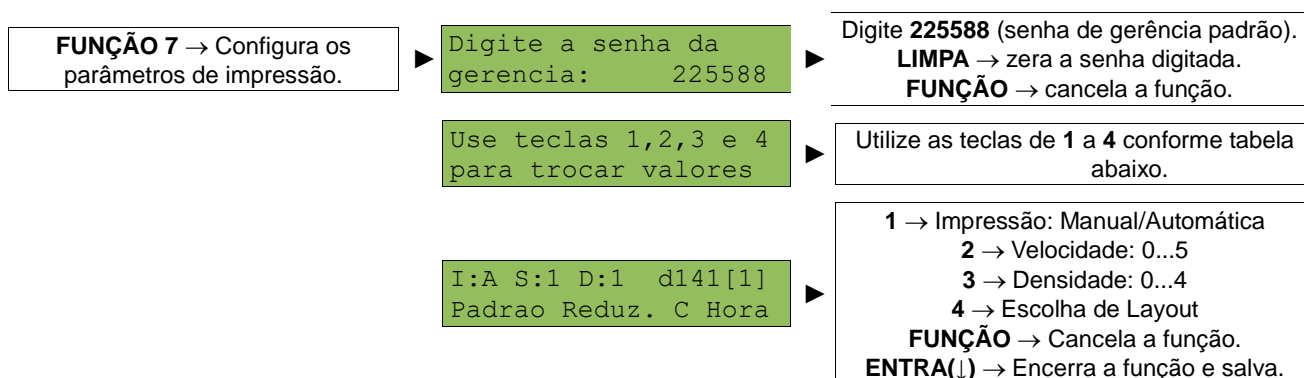 FUNÇÃO 7 → Configura os
parâmetros de impressão.
►
Digite a senha da
gerencia: 225588
►
Digite 225588 (senha de gerência padrão).
LIMPA → zera a senha digitada.
FUNÇÃO → cancela a função.
Use teclas 1,2,3 e 4
para trocar valores
►
Utilize as teclas de 1 a 4 conforme tabela
abaixo.
I:A S:1 D:1 d141[1]
Padrao Reduz. C Hora
►
1 → Impressão: Manual/Automática
2 → Velocidade: 0...5
3 → Densidade: 0...4
4 → Escolha de Layout
FUNÇÃO → Cancela a função.
ENTRA(↓) → Encerra a função e salva.